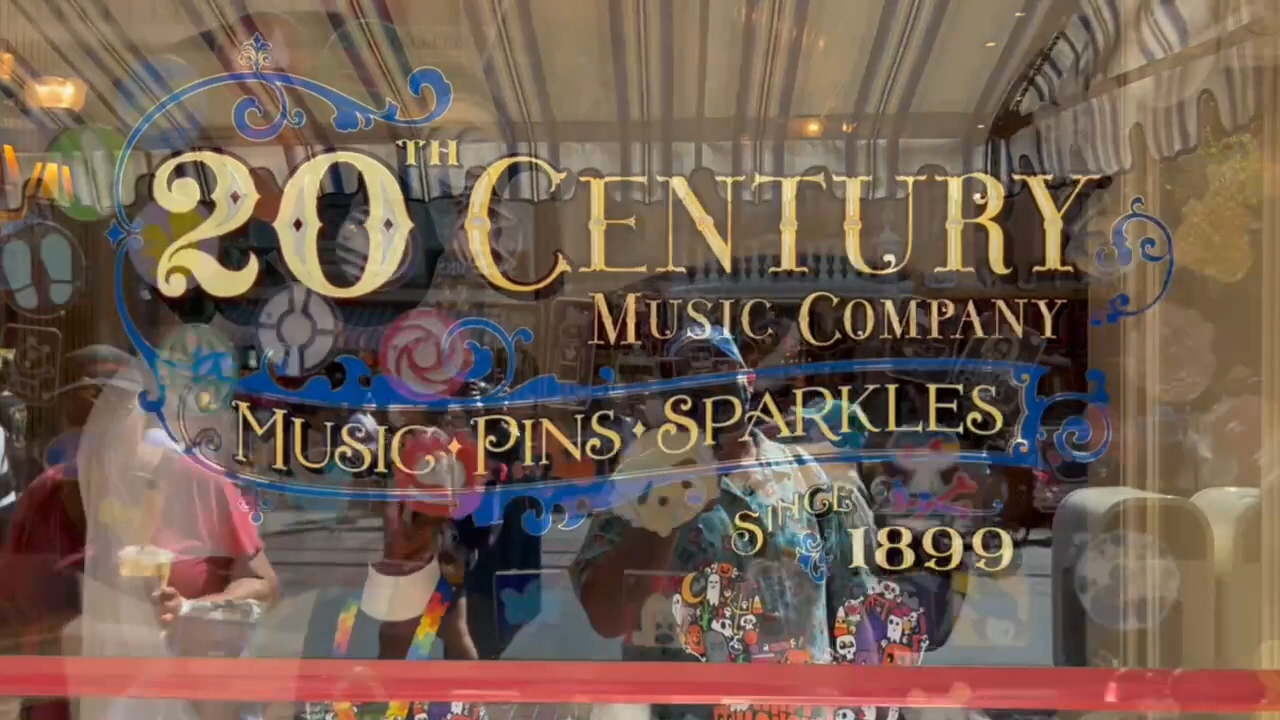 20TH CENTURY
MUSIC COMPANY
MUSIC · PINS · SPARKLES
SINCE
1899